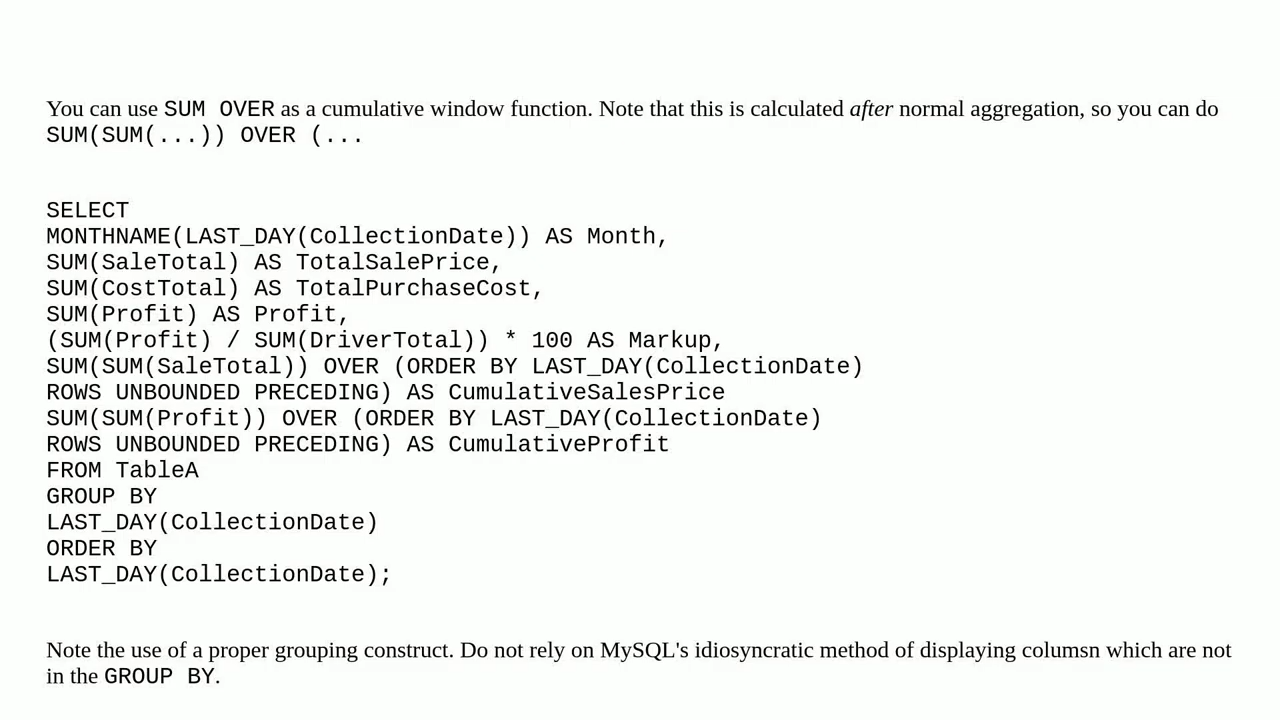 You can use SUM OVER as a cumulative window function. Note that this is calculated after normal aggregation, so you can do
SUM(SUM(...)) OVER (...
SELECT
MONTHNAME(LAST_DAY(CollectionDate)) AS Month,
SUM(SaleTotal) AS TotalSalePrice,
SUM(CostTotal) AS TotalPurchaseCost,
SUM(Profit) AS Profit,
(SUM(Profit) / SUM(DriverTotal)) * 100 AS Markup,
SUM(SUM(SaleTotal)) OVER (ORDER BY LAST_DAY(CollectionDate)
ROWS UNBOUNDED PRECEDING) AS CumulativeSalesPrice
SUM(SUM(Profit)) OVER (ORDER BY LAST_DAY(CollectionDate)
ROWS UNBOUNDED PRECEDING) AS CumulativeProfit
FROM TableA
GROUP BY
LAST_DAY(CollectionDate)
ORDER BY
LAST_DAY(CollectionDate);
Note the use of a proper grouping construct. Do not rely on MySQL's idiosyncratic method of displaying columsn which are not
in the GROUP BY.